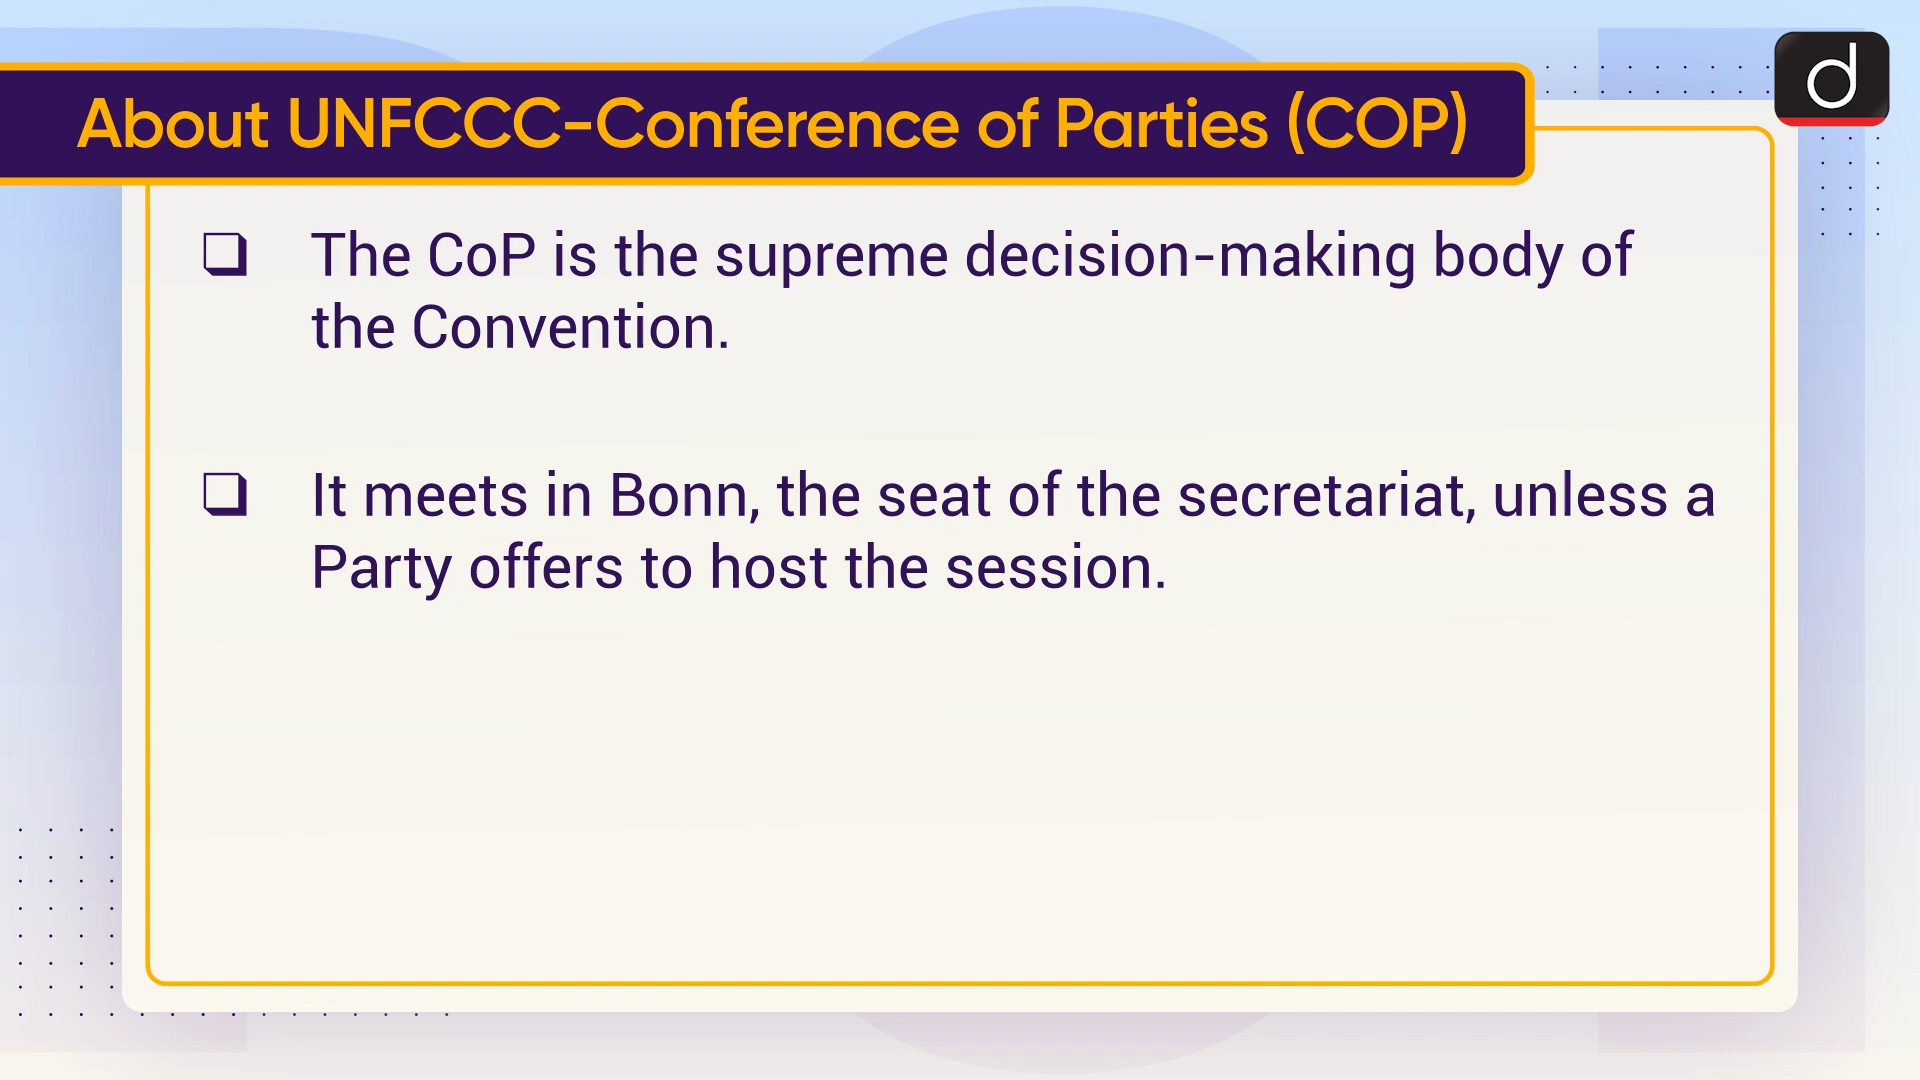 About UNFCCC-Conference of Parties (COP)
d
❑ The CoP is the supreme decision-making body of
the Convention.
❑ It meets in Bonn, the seat of the secretariat, unless a
Party offers to host the session.